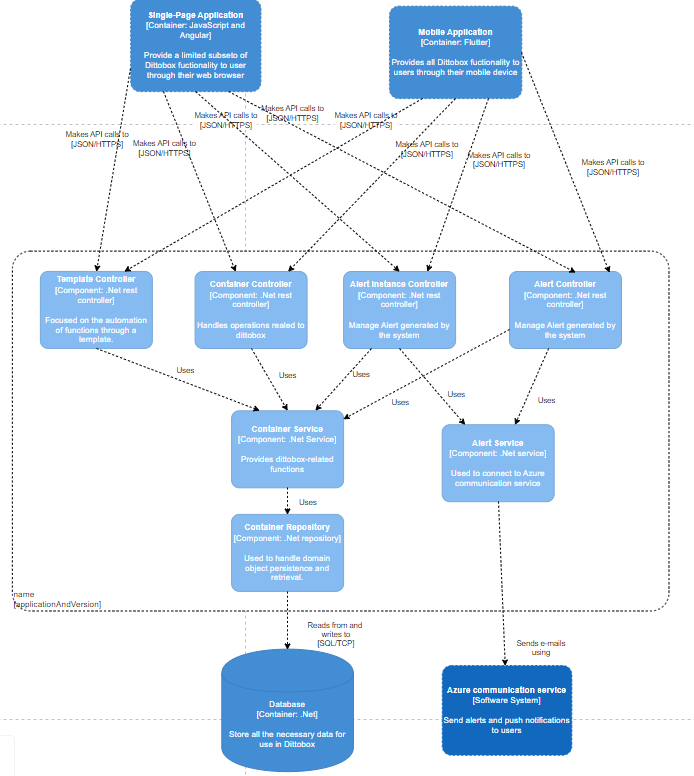 Single-Page Application
[Container: JavaScript and
Angular]
Provide a limited subseto of
Dittobox fuctionality to user
through their web browser
Mobile Application
[Container: Flutter]
Provides all Dittobox fuctionality to
users through their mobile device
Makes API calls to
[JSON/HTTPS]
Makes API calls to
[JSON/HTTPS]
Makes API calls to
[JSON/HTTPS]
Makes API calls to
[JSON/HTTPS]
Makes API calls to
[JSON/HTTPS]
Makes API calls to
[JSON/HTTPS]
Makes API calls to
[JSON/HTTPS]
Makes API calls to
[JSON/HTTPS]
Template Controller
[Component: .Net rest
controller]
Focused on the automation
of functions through a
template.
Container Controller
[Component: .Net rest
controller]
Handles operations realed to
dittobox
Alert Instance Controller
[Component: .Net rest
controller]
Manage Alert generated by
the system
Alert Controller
[Component: .Net rest
controller]
Manage Alert generated by
the system
Uses
Uses
Uses
Uses
Uses
Uses
Container Service
[Component: .Net Service]
Provides dittobox-related
functions
Alert Service
[Component: .Net service]
Used to connect to Azure
communication service
Uses
Container Repository
[Component: .Net repository]
Used to handle domain
object persistence and
retrieval.
name
[applicationAndVersion]
Reads from and
writes to
[SQL/TCP]
Sends e-mails
using
Database
[Container: .Net]
Store all the necessary data for
use in Dittobox
Azure communication service
[Software System]
Send alerts and push notifications
to users